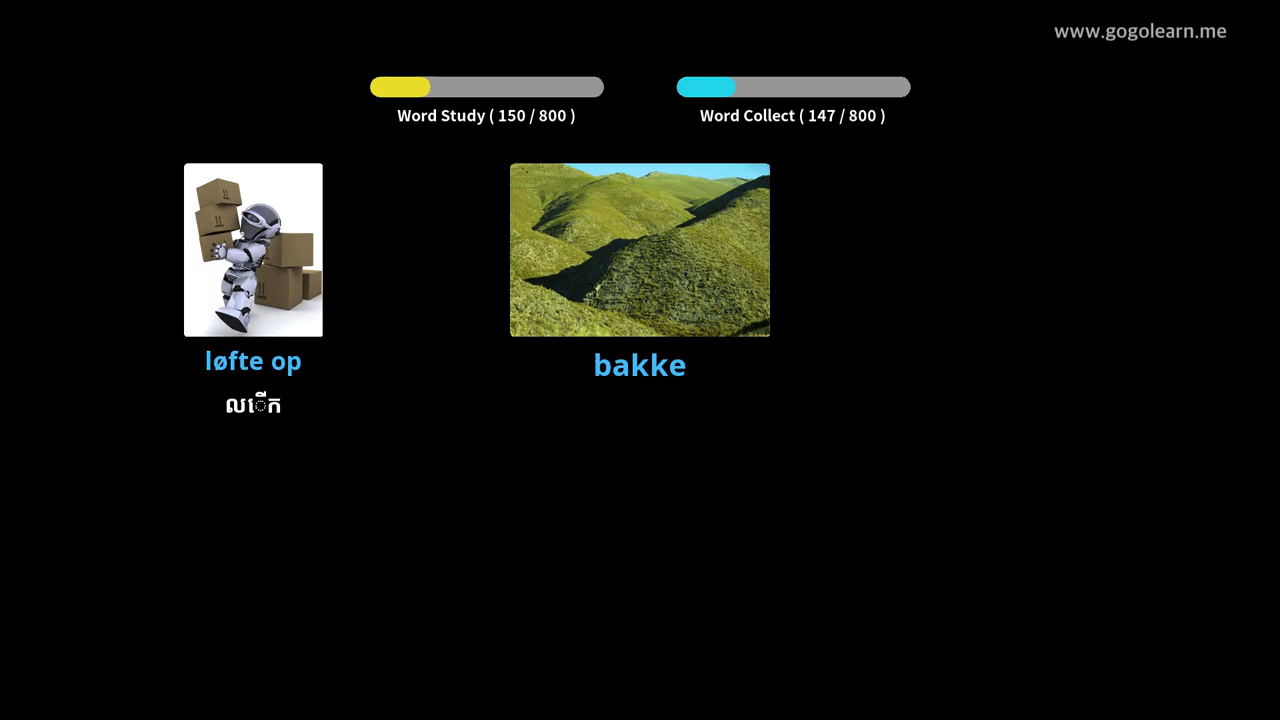 www.gogolearn.me
Word Study ( 150 / 800 )
Word Collect ( 147 / 800 )
løfte op
លើក
bakke